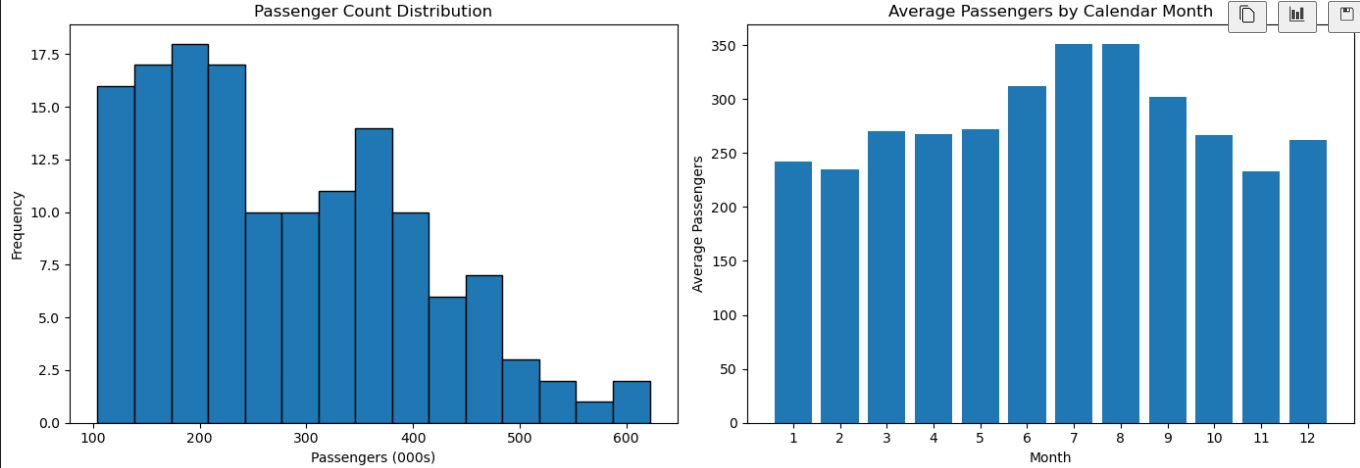 Passenger Count Distribution
17.5
15.0
12.5
10.0
7.5
5.0
2.5
0.0
Frequency
100 200 300 400 500 600
Passengers (000s)
Average Passengers by Calendar Month
350
300
250
200
150
100
50
0
Average Passengers
1 2 3 4 5 6 7 8 9 10 11 12
Month